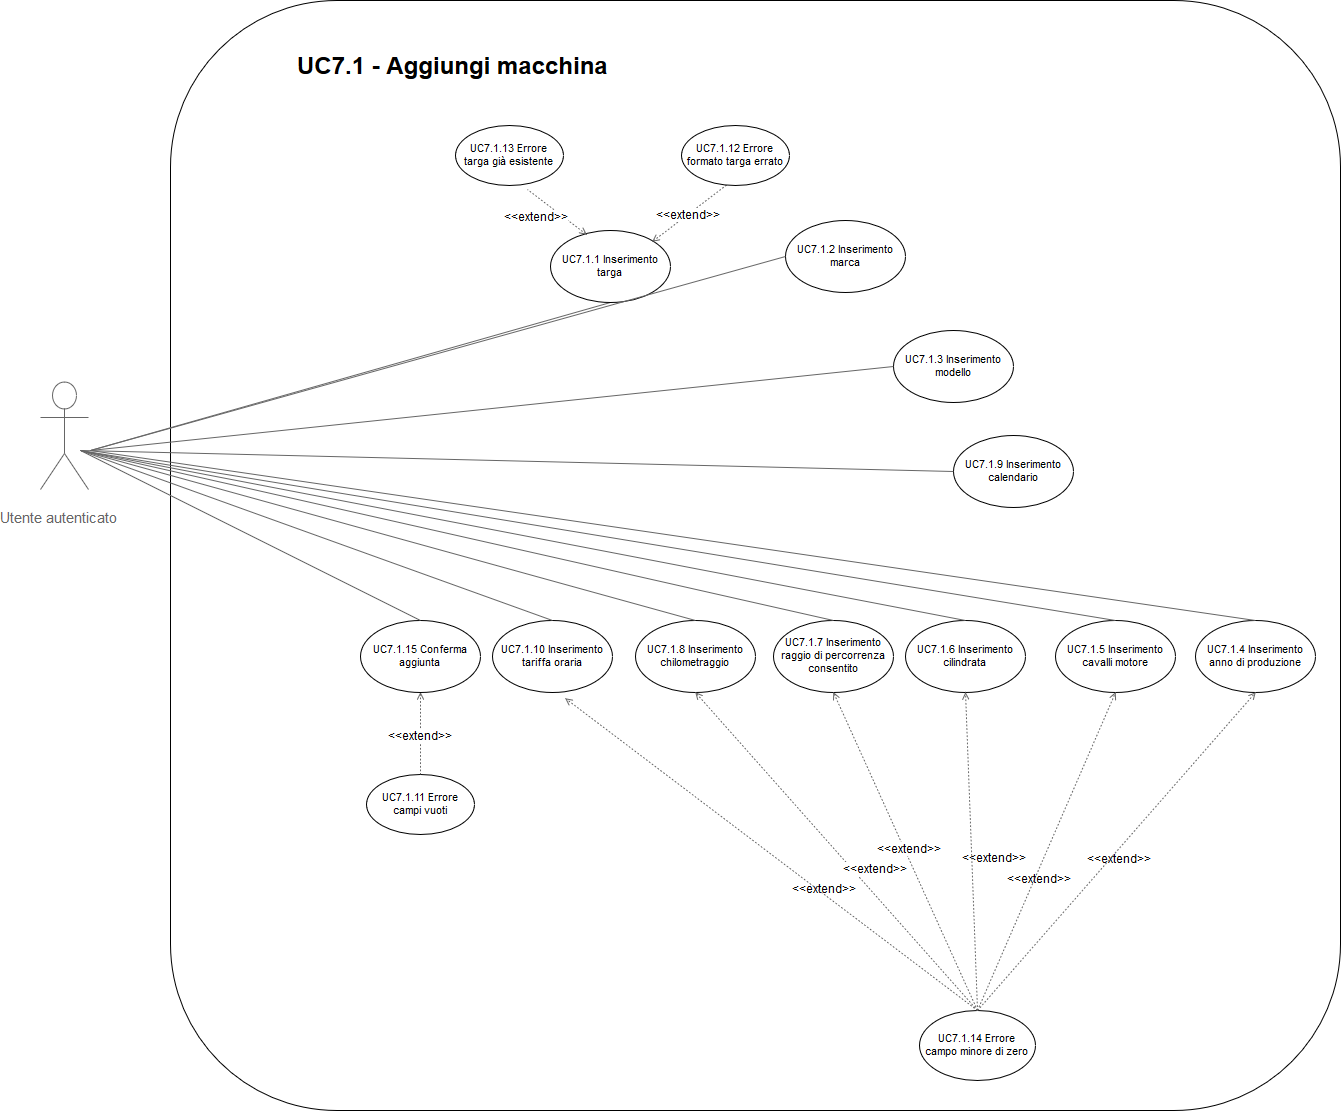 UC7.1 - Aggiungi macchina
UC7.1.13 Errore
targa già esistente
UC7.1.12 Errore
formato targa errato
<<extend>>
<<extend>>
UC7.1.1 Inserimento
targa
UC7.1.2 Inserimento
marca
UC7.1.3 Inserimento
modello
UC7.1.9 Inserimento
calendario
Utente autenticato
UC7.1.15 Conferma
aggiunta
UC7.1.10 Inserimento
tariffa oraria
UC7.1.8 Inserimento
chilometraggio
UC7.1.7 Inserimento
raggio di percorrenza
consentito
UC7.1.6 Inserimento
cilindrata
UC7.1.5 Inserimento
cavalli motore
UC7.1.4 Inserimento
anno di produzione
<<extend>>
UC7.1.11 Errore
campi vuoti
<<extend>>
<<extend>>
<<extend>>
<<extend>>
<<extend>>
<<extend>>
UC7.1.14 Errore
campo minore di zero